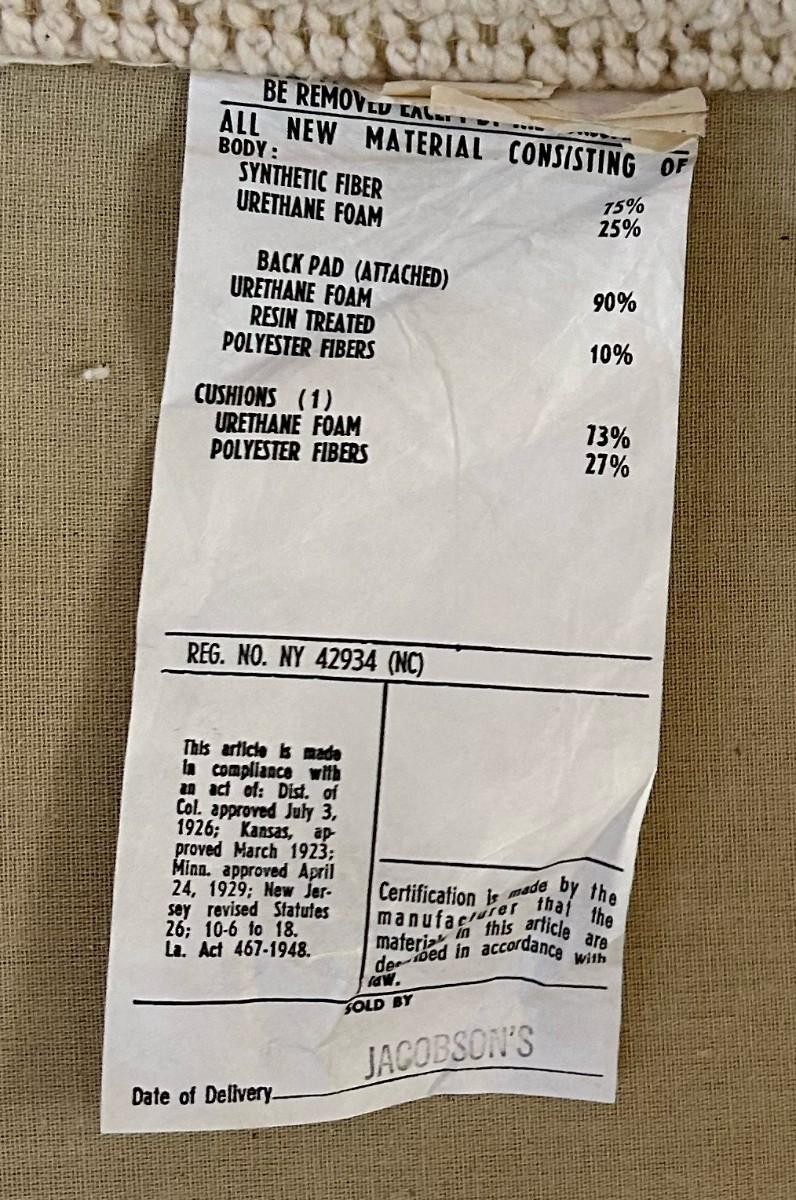 BE REMOVED EXCEPT BY THE
ALL NEW MATERIAL CONSISTING OF
BODY:
SYNTHETIC FIBER 75%
URETHANE FOAM 25%
BACK PAD (ATTACHED)
URETHANE FOAM 90%
RESIN TREATED
POLYESTER FIBERS 10%
CUSHIONS (1)
URETHANE FOAM 73%
POLYESTER FIBERS 27%
REG. NO. NY 42934 (NC)
This article is made
in compliance with
an act of: Dist. of
Col. approved July 3,
1926; Kansas, ap-
proved March 1923;
Minn. approved April
24, 1929; New Jer-
sey revised Statutes
26; 10-6 to 18.
La. Act 467-1948.
Certification is made by the
manufacturer that the
materials in this article are
described in accordance with
law.
SOLD BY
JACOBSON'S
Date of Delivery